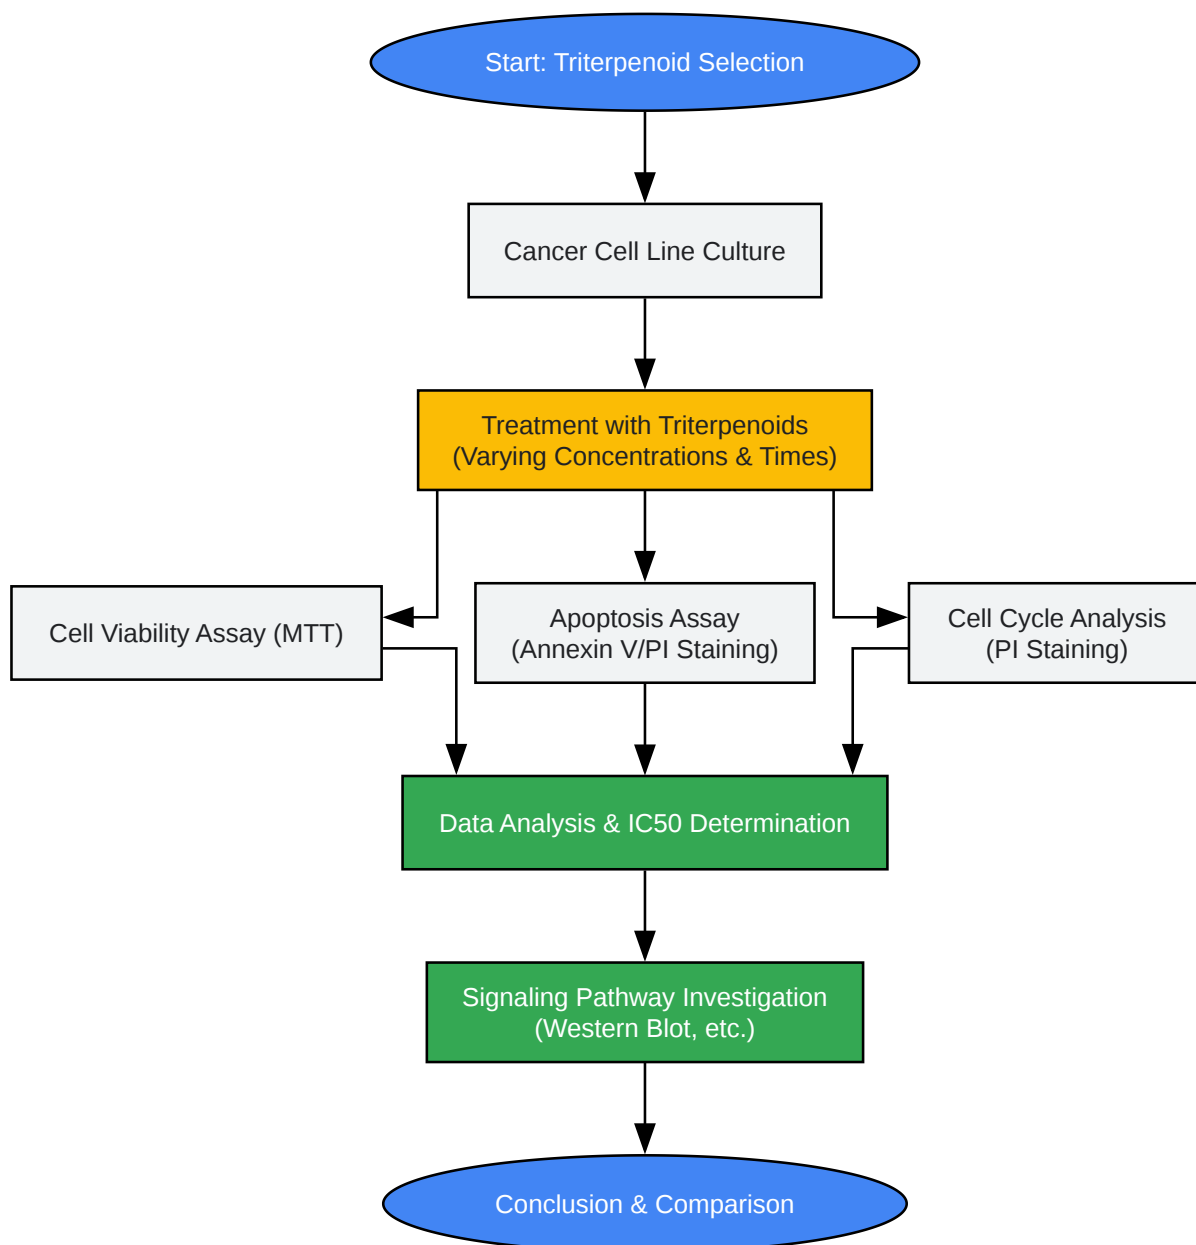 Start: Triterpenoid Selection
Cancer Cell Line Culture
Treatment with Triterpenoids
(Varying Concentrations & Times)
Cell Viability Assay (MTT)
Apoptosis Assay
(Annexin V/PI Staining)
Cell Cycle Analysis
(PI Staining)
Data Analysis & IC50 Determination
Signaling Pathway Investigation
(Western Blot, etc.)
Conclusion & Comparison